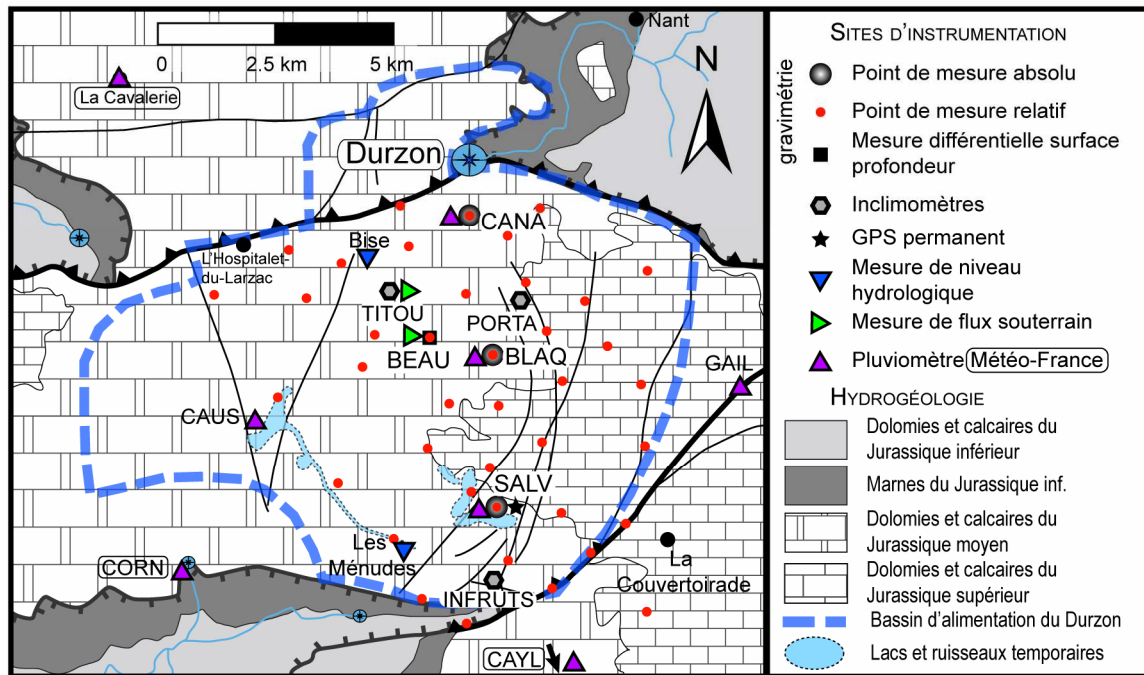 Nant
0
2.5 km
5 km
N
La Cavalerie
Durzon
CANA
Bise
L'Hospitalet-
du-Larzac
TITOU
PORTA
BEAU
BLAQ
GAIL
CAUS
SALV
Les
Ménudes
La
Couvertoirade
CORN
INFRUTS
CAYL
SITES D'INSTRUMENTATION
gravimétrie
Point de mesure absolu
Point de mesure relatif
Mesure différentielle surface
profondeur
Inclimomètres
GPS permanent
Mesure de niveau
hydrologique
Mesure de flux souterrain
Pluviomètre Météo-France
HYDROGÉOLOGIE
Dolomies et calcaires du
Jurassique inférieur
Marnes du Jurassique inf.
Dolomies et calcaires du
Jurassique moyen
Dolomies et calcaires du
Jurassique supérieur
Bassin d'alimentation du Durzon
Lacs et ruisseaux temporaires